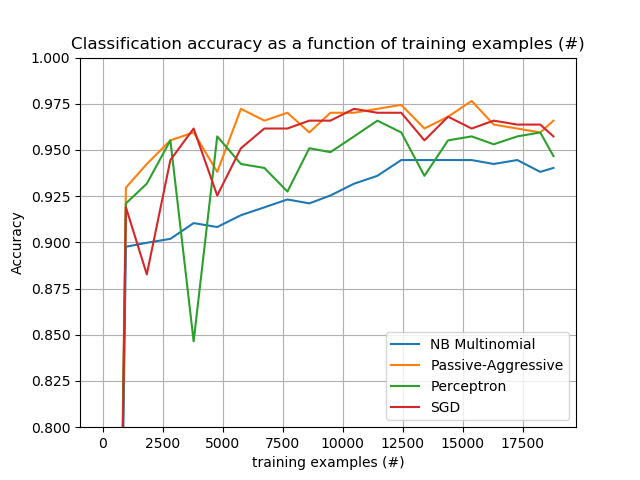 Classification accuracy as a function of training examples (#)
1.000
0.975
0.950
0.925
0.900
0.875
0.850
0.825
0.800
Accuracy
NB Multinomial
Passive-Aggressive
Perceptron
SGD
0 2500 5000 7500 10000 12500 15000 17500
training examples (#)